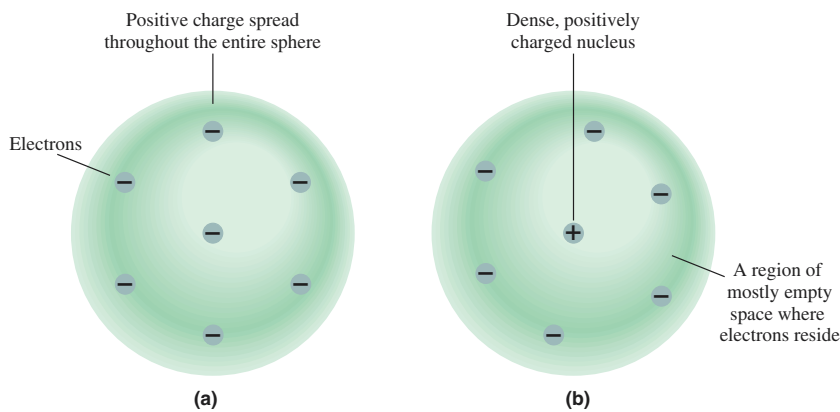 Positive charge spread
throughout the entire sphere
Electrons
−
−
−
−
−
−
−
(a)
Dense, positively
charged nucleus
−
−
−
+
−
−
−
A region of
mostly empty
space where
electrons reside
(b)